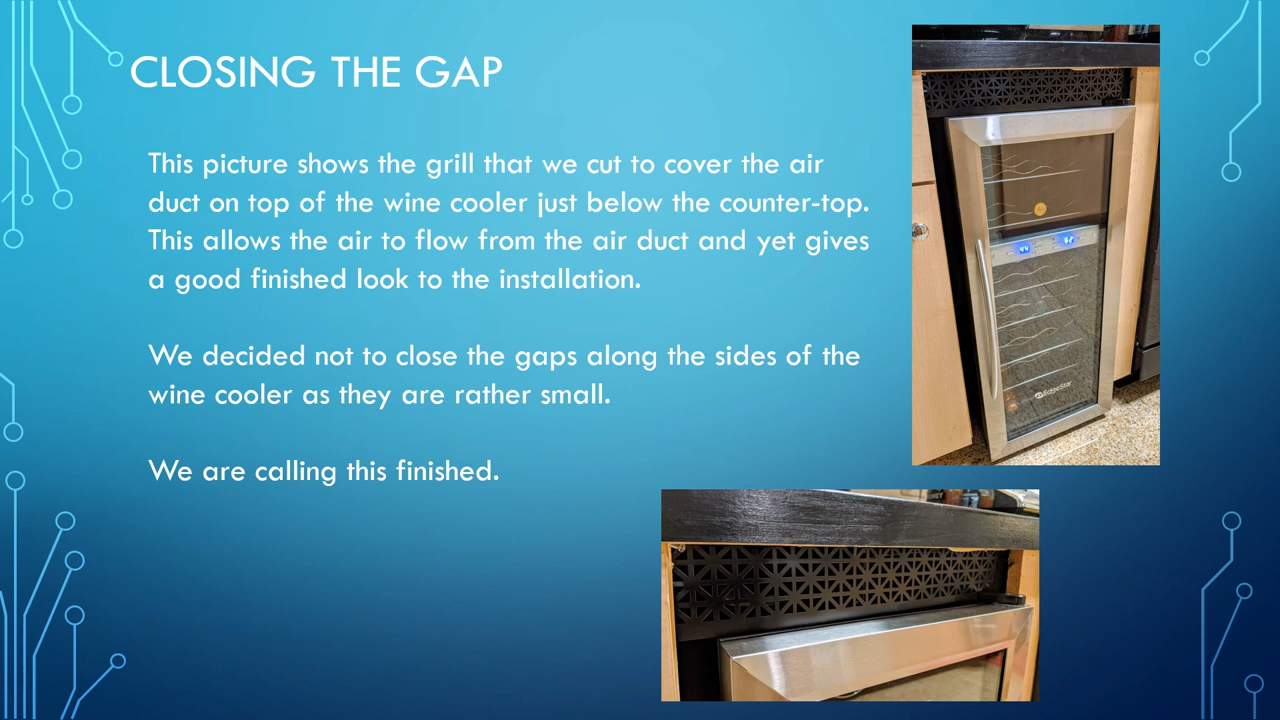 CLOSING THE GAP
This picture shows the grill that we cut to cover the air
duct on top of the wine cooler just below the counter-top.
This allows the air to flow from the air duct and yet gives
a good finished look to the installation.
We decided not to close the gaps along the sides of the
wine cooler as they are rather small.
We are calling this finished.
EdgeStar